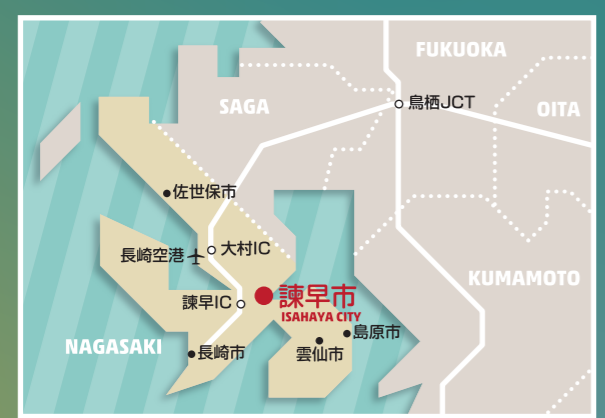 FUKUOKA
SAGA
鳥栖JCT
OITA
佐世保市
長崎空港
大村IC
KUMAMOTO
諫早IC
諫早市
ISAHAYA CITY
島原市
NAGASAKI
長崎市
雲仙市